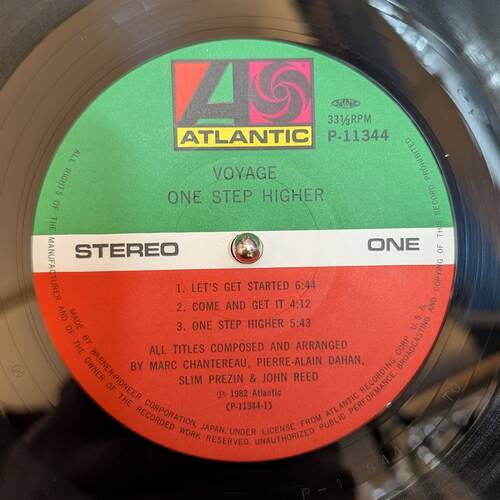 ATLANTIC
33⅓RPM
P-11344
VOYAGE
ONE STEP HIGHER
STEREO
ONE
1. LET'S GET STARTED 6:44
2. COME AND GET IT 4:12
3. ONE STEP HIGHER 5:43
ALL TITLES COMPOSED AND ARRANGED
BY MARC CHANTEREAU, PIERRE-ALAIN DAHAN,
SLIM PREZIN & JOHN REED
Ⓟ 1982 Atlantic
(P-11344-1)
MADE BY WARNER-PIONEER CORPORATION, JAPAN, UNDER LICENSE FROM ATLANTIC RECORDING CORP. U.S.A.
ALL RIGHTS OF THE MANUFACTURER AND OF THE OWNER OF THE RECORDED WORK RESERVED. UNAUTHORIZED PUBLIC PERFORMANCE, BROADCASTING AND COPYING OF THIS RECORD PROHIBITED.